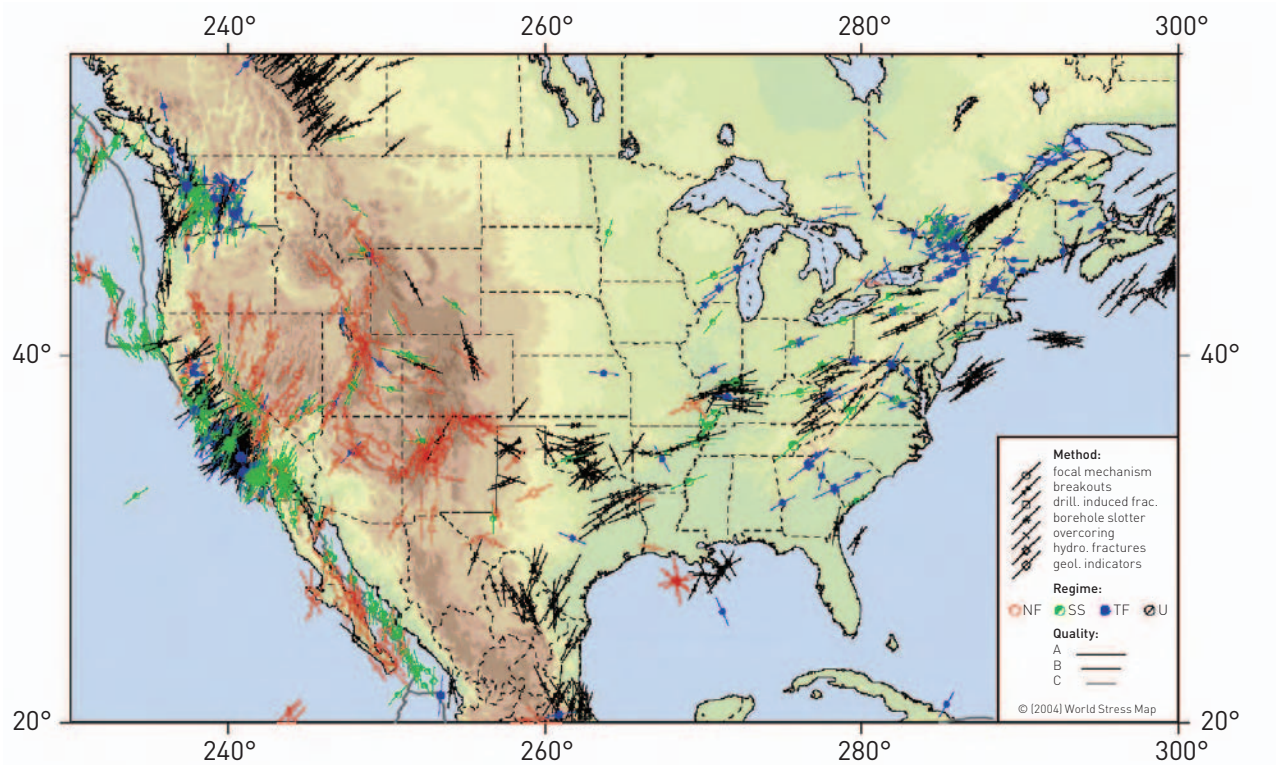 240° 260° 280° 300°
40° 40°
Method:
focal mechanism
breakouts
drill. induced frac.
borehole slotter
overcoring
hydro. fractures
geol. indicators
Regime:
NF SS TF U
Quality:
A
B
C
© (2004) World Stress Map
20° 20°
240° 260° 280° 300°